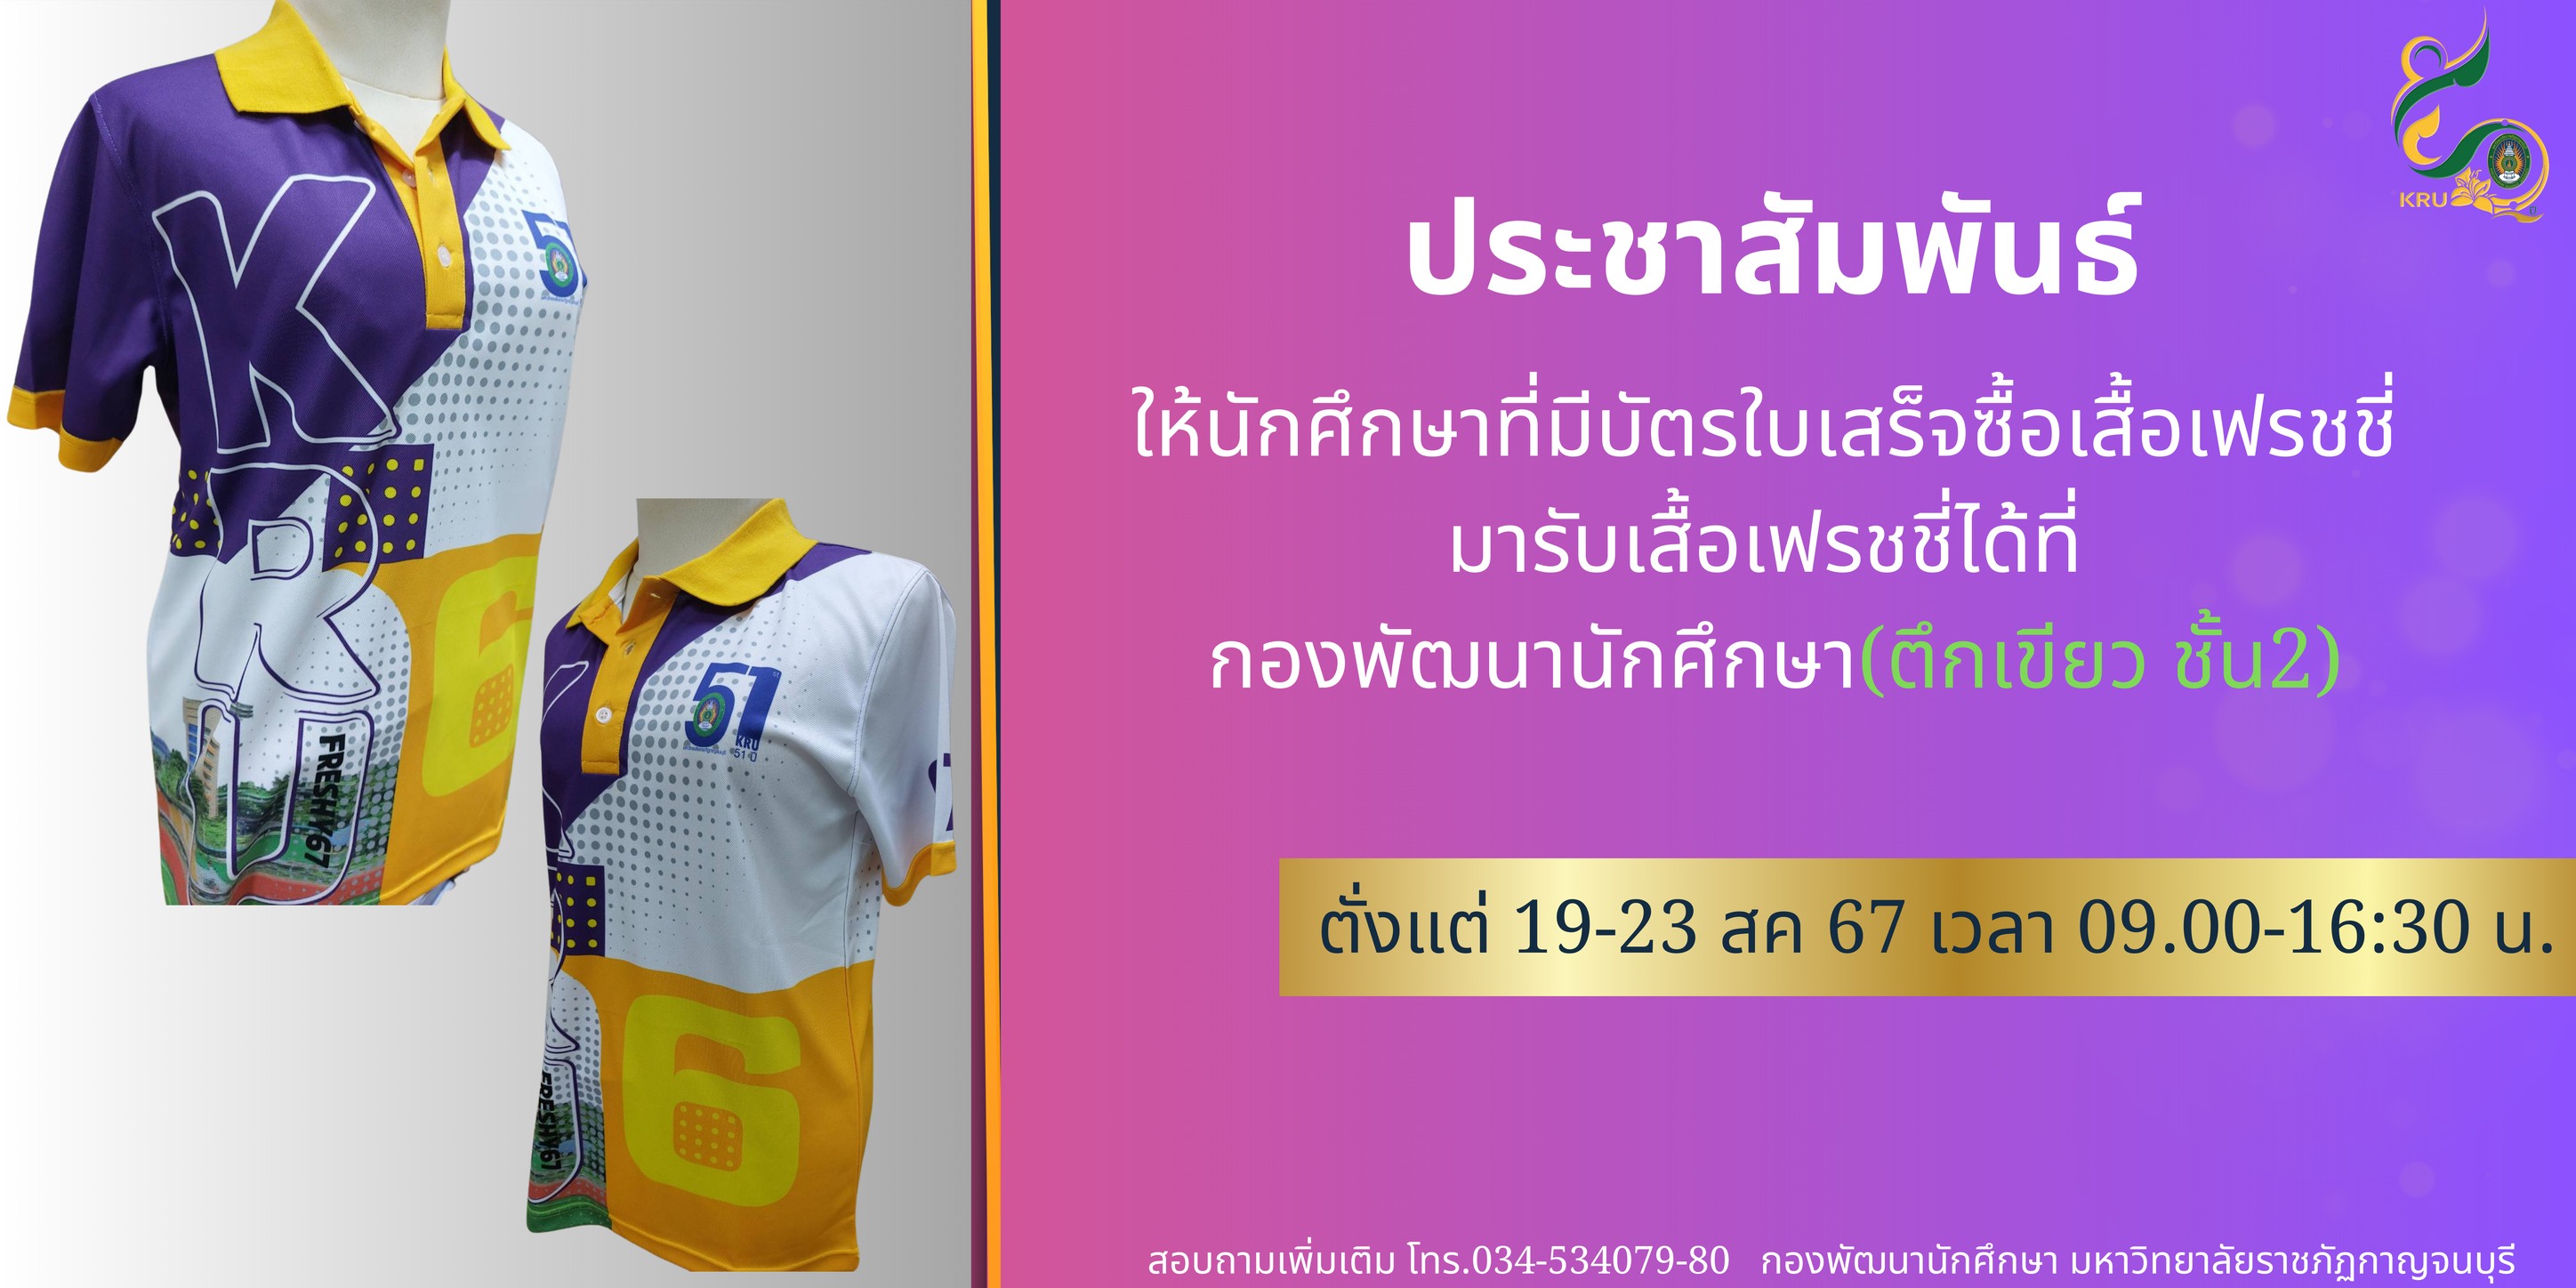 KRU
ประชาสัมพันธ์
ให้นักศึกษาที่มีบัตรใบเสร็จซื้อเสื้อเฟรชชี่
มารับเสื้อเฟรชชี่ได้ที่
กองพัฒนานักศึกษา(ตึกเขียว ชั้น2)
ตั่งแต่ 19-23 สค 67 เวลา 09.00-16:30 น.
สอบถามเพิ่มเติม โทร.034-534079-80 กองพัฒนานักศึกษา มหาวิทยาลัยราชภัฏกาญจนบุรี
K
R
U
FRESHY67
6
51
KRU
FRESHY67
6